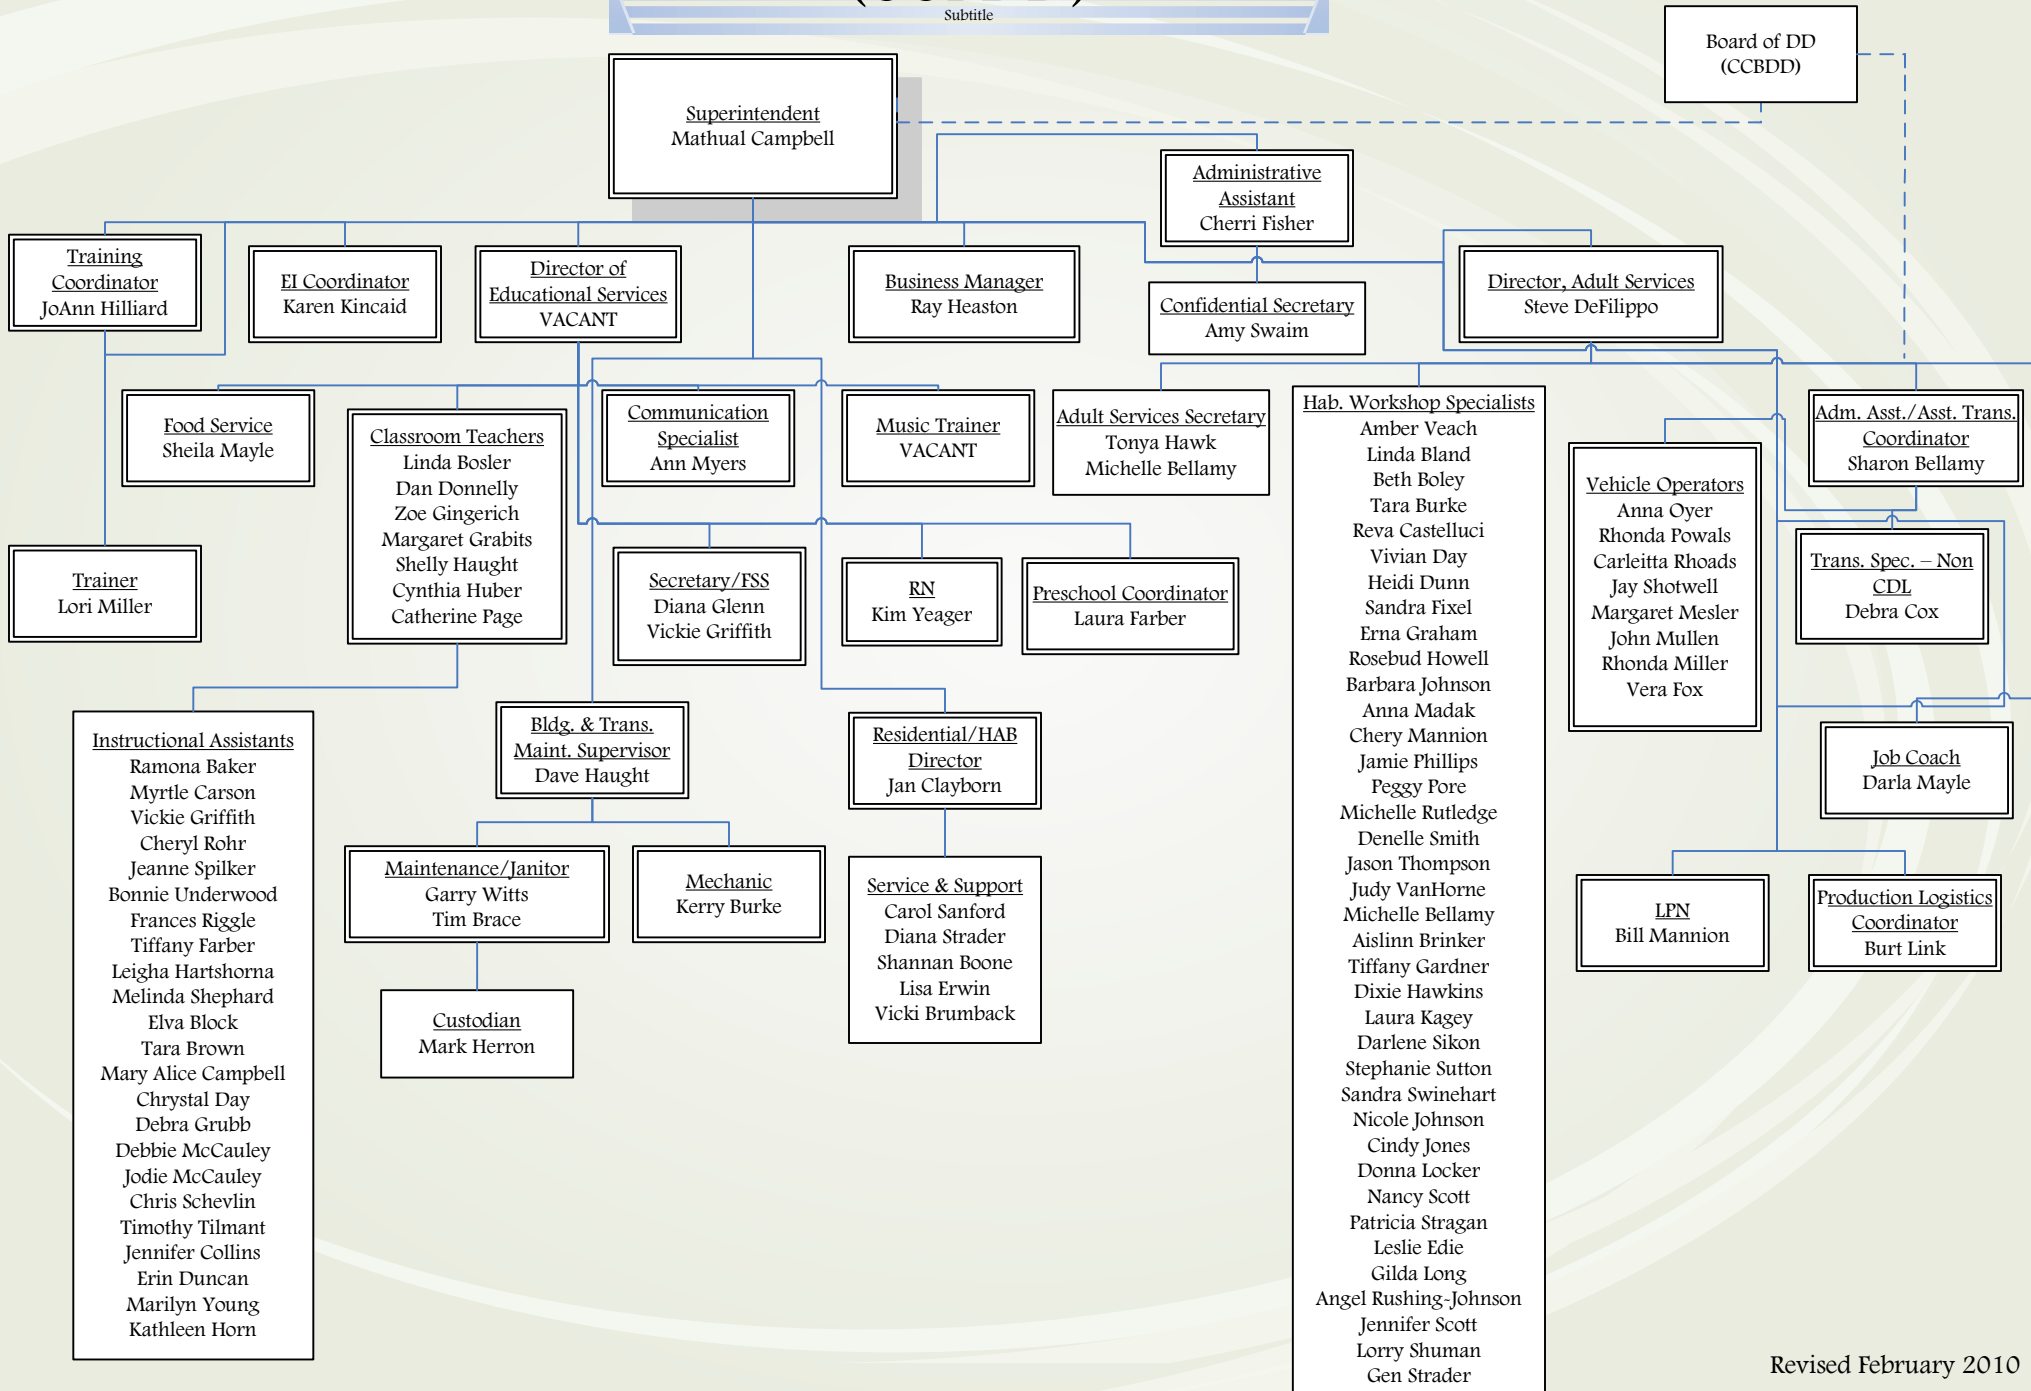 Subtitle
Board of DD
(CCBDD)
Superintendent
Mathual Campbell
Administrative
Assistant
Cherri Fisher
Training
Coordinator
JoAnn Hilliard
EI Coordinator
Karen Kincaid
Director of
Educational Services
VACANT
Business Manager
Ray Heaston
Confidential Secretary
Amy Swaim
Director, Adult Services
Steve DeFilippo
Food Service
Sheila Mayle
Classroom Teachers
Linda Bosler
Dan Donnelly
Zoe Gingerich
Margaret Grabits
Shelly Haught
Cynthia Huber
Catherine Page
Communication
Specialist
Ann Myers
Music Trainer
VACANT
Adult Services Secretary
Tonya Hawk
Michelle Bellamy
Hab. Workshop Specialists
Amber Veach
Linda Bland
Beth Boley
Tara Burke
Reva Castelluci
Vivian Day
Heidi Dunn
Sandra Fixel
Erna Graham
Rosebud Howell
Barbara Johnson
Anna Madak
Chery Mannion
Jamie Phillips
Peggy Pore
Michelle Rutledge
Denelle Smith
Jason Thompson
Judy VanHorne
Michelle Bellamy
Aislinn Brinker
Tiffany Gardner
Dixie Hawkins
Laura Kagey
Darlene Sikon
Stephanie Sutton
Sandra Swinehart
Nicole Johnson
Cindy Jones
Donna Locker
Nancy Scott
Patricia Stragan
Leslie Edie
Gilda Long
Angel Rushing-Johnson
Jennifer Scott
Lorry Shuman
Gen Strader
Vehicle Operators
Anna Oyer
Rhonda Powals
Carleitta Rhoads
Jay Shotwell
Margaret Mesler
John Mullen
Rhonda Miller
Vera Fox
Adm. Asst./Asst. Trans.
Coordinator
Sharon Bellamy
Trans. Spec. – Non
CDL
Debra Cox
Trainer
Lori Miller
Secretary/FSS
Diana Glenn
Vickie Griffith
RN
Kim Yeager
Preschool Coordinator
Laura Farber
Instructional Assistants
Ramona Baker
Myrtle Carson
Vickie Griffith
Cheryl Rohr
Jeanne Spilker
Bonnie Underwood
Frances Riggle
Tiffany Farber
Leigha Hartshorna
Melinda Shephard
Elva Block
Tara Brown
Mary Alice Campbell
Chrystal Day
Debra Grubb
Debbie McCauley
Jodie McCauley
Chris Schevlin
Timothy Tilmant
Jennifer Collins
Erin Duncan
Marilyn Young
Kathleen Horn
Bldg. & Trans.
Maint. Supervisor
Dave Haught
Residential/HAB
Director
Jan Clayborn
Job Coach
Darla Mayle
Maintenance/Janitor
Garry Witts
Tim Brace
Mechanic
Kerry Burke
Service & Support
Carol Sanford
Diana Strader
Shannan Boone
Lisa Erwin
Vicki Brumback
LPN
Bill Mannion
Production Logistics
Coordinator
Burt Link
Custodian
Mark Herron
Revised February 2010